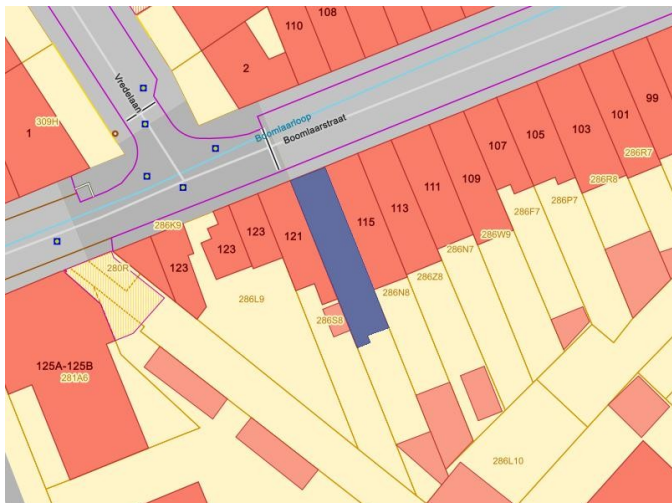 108
110
2
Vredelaan
309H
1
Boomlaarloop
Boomlaarstraat
99
101
103
105
107
109
111
113
115
121
123
123
123
286R7
286R8
286P7
286F7
286W9
286N7
286Z8
286N8
286S8
286L9
286K9
280R
125A-125B
281A6
286L10